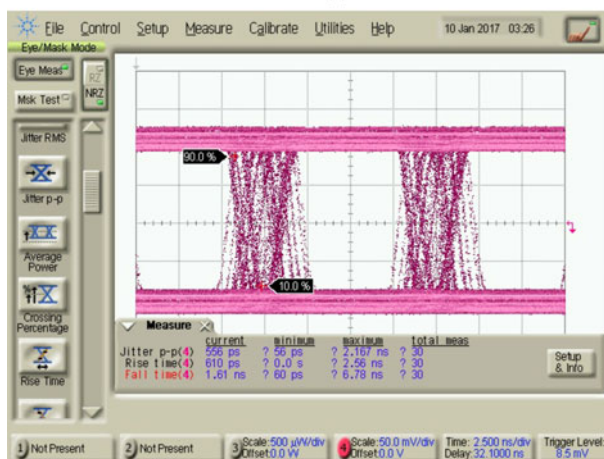 File Control Setup Measure Calibrate Utilities Help 10 Jan 2017 03:26
Eye/Mask Mode
Eye Meas
RZ
NRZ
Msk Test
Jitter RMS
Jitter p-p
Average
Power
Crossing
Percentage
Rise Time
90.0 %
10.0 %
Measure
current minimum maximum total meas
Jitter p-p(4) 556 ps ? 56 ps ? 2.167 ns ? 30
Rise time(4) 610 ps ? 0.0 s ? 2.56 ns ? 30
Fall time(4) 1.61 ns ? 60 ps ? 6.78 ns ? 30
Setup
& Info
1 Not Present
2 Not Present
3 Scale:500 µW/div
Offset:0.0 W
4 Scale:50.0 mV/div
Offset:0.0 V
Time: 2.500 ns/div
Delay:32.1000 ns
Trigger Level:
8.5 mV